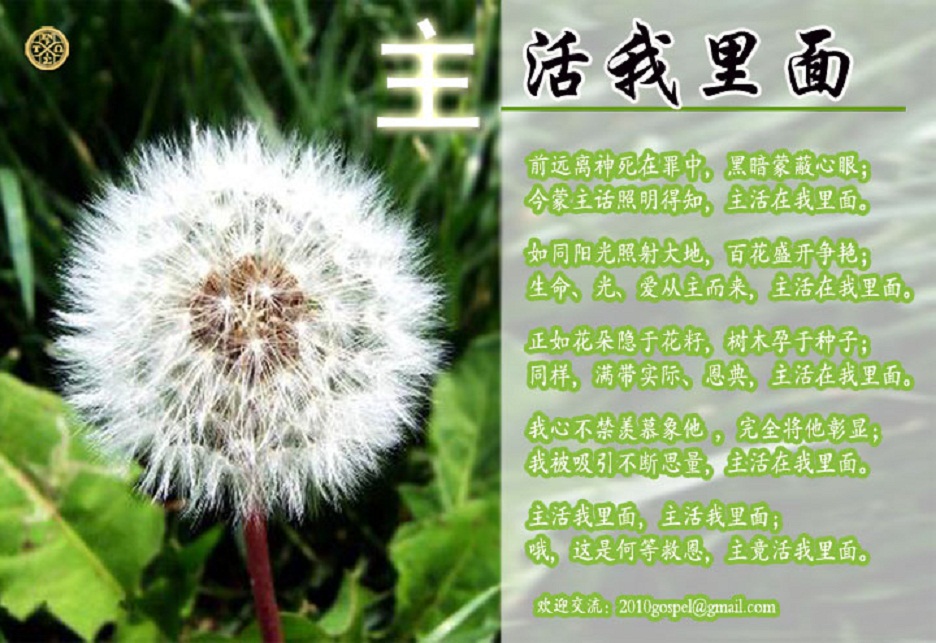 主活我里面
前远离神死在罪中，黑暗蒙蔽心眼；
今蒙主话照明得知，主活在我里面。
如同阳光照射大地，百花盛开争艳；
生命、光、爱从主而来，主活在我里面。
正如花朵隐于花籽，树木孕于种子；
同样，满带实际、恩典，主活在我里面。
我心不禁羡慕象他，完全将他彰显；
我被吸引不断思量，主活在我里面。
主活我里面，主活我里面；
哦，这是何等救恩，主竟活我里面。
欢迎交流：2010gospel@gmail.com